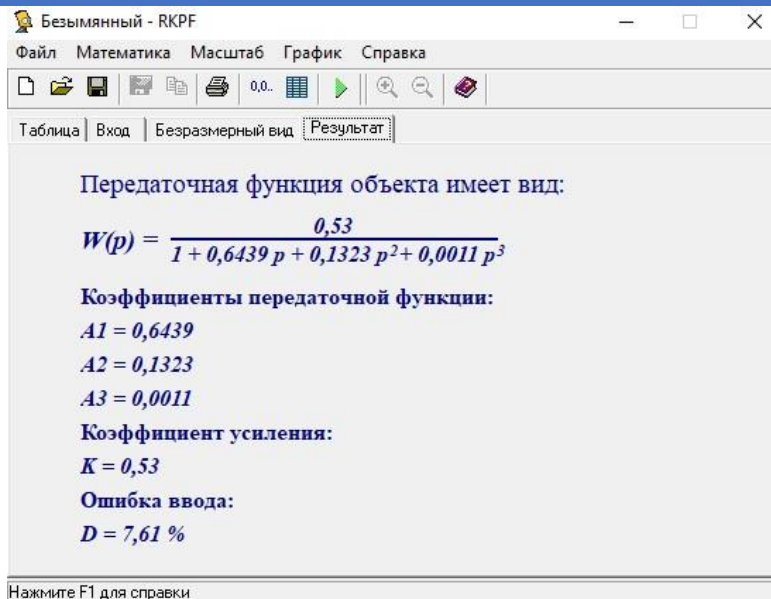 Безымянный - RKPF
Файл Математика Масштаб График Справка
0,0..
Таблица Вход Безразмерный вид Результат
Передаточная функция объекта имеет вид:
W(p) = 0,53
1 + 0,6439 p + 0,1323 p² + 0,0011 p³
Коэффициенты передаточной функции:
A1 = 0,6439
A2 = 0,1323
A3 = 0,0011
Коэффициент усиления:
K = 0,53
Ошибка ввода:
D = 7,61 %
Нажмите F1 для справки